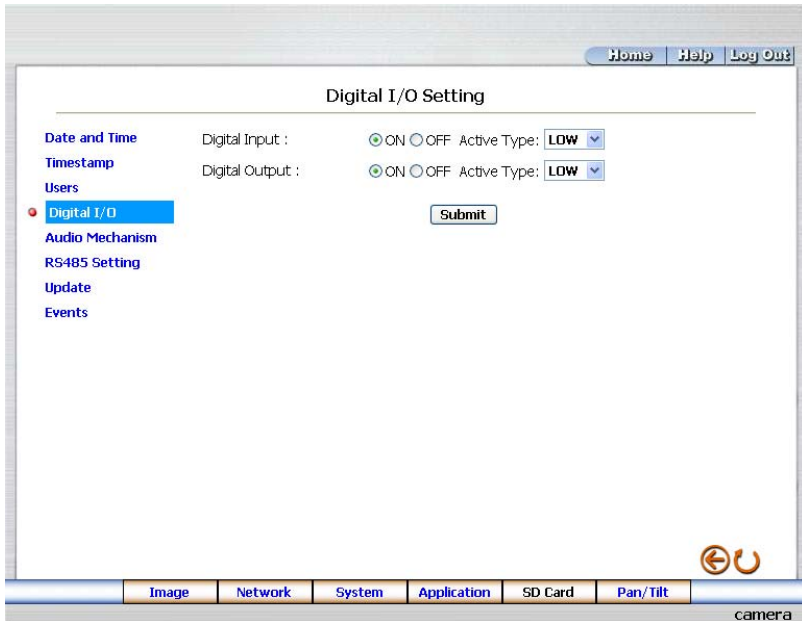 Home Help Log Out
Digital I/O Setting
Date and Time
Timestamp
Users
Digital I/O
Audio Mechanism
RS485 Setting
Update
Events
Digital Input : ON OFF Active Type: LOW
Digital Output : ON OFF Active Type: LOW
Submit
Image Network System Application SD Card Pan/Tilt
camera